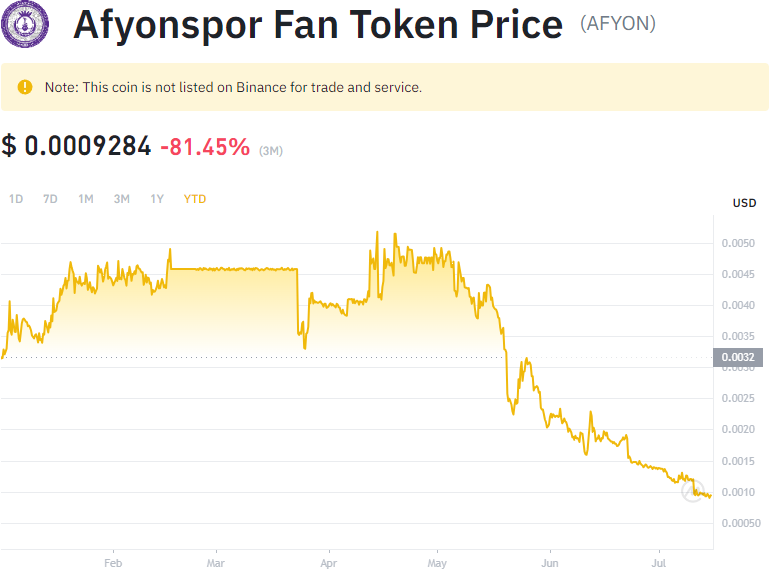 Afyonspor Fan Token Price (AFYON)
Note: This coin is not listed on Binance for trade and service.
$ 0.0009284 -81.45% (3M)
1D 7D 1M 3M 1Y YTD
USD
0.0050
0.0045
0.0040
0.0035
0.0032
0.0030
0.0025
0.0020
0.0015
0.0010
0.00050
Feb Mar Apr May Jun Jul